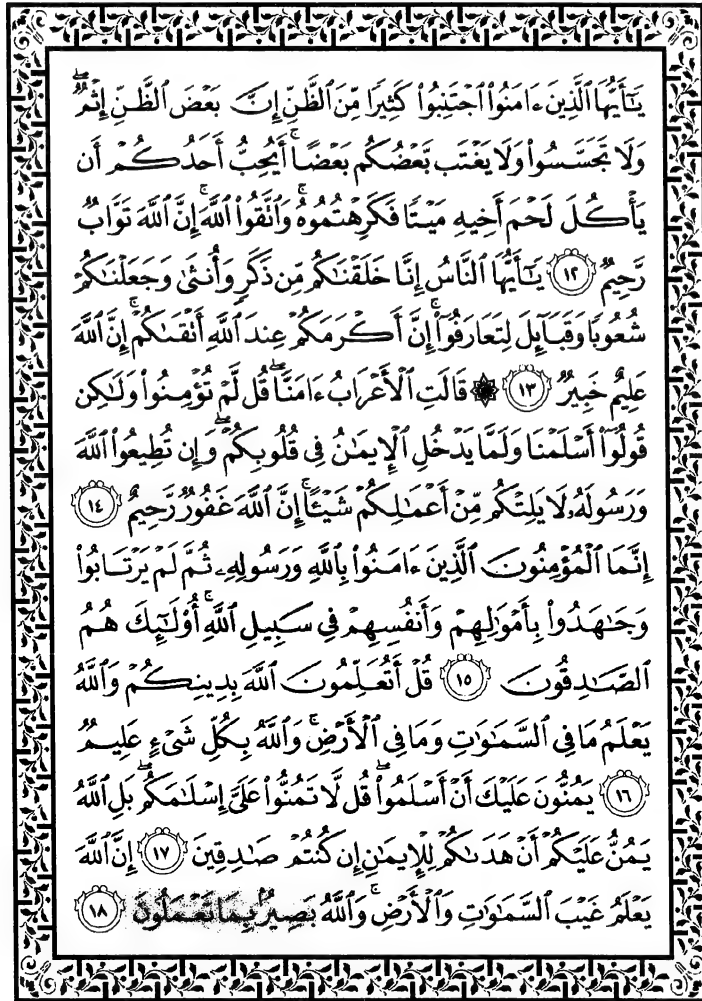 يَٰٓأَيُّهَا ٱلَّذِينَ ءَامَنُوا۟ ٱجْتَنِبُوا۟ كَثِيرًا مِّنَ ٱلظَّنِّ إِنَّ بَعْضَ ٱلظَّنِّ إِثْمٌ ۖ
وَلَا تَجَسَّسُوا۟ وَلَا يَغْتَب بَّعْضُكُم بَعْضًا ۚ أَيُحِبُّ أَحَدُكُمْ أَن
يَأْكُلَ لَحْمَ أَخِيهِ مَيْتًا فَكَرِهْتُمُوهُ ۚ وَٱتَّقُوا۟ ٱللَّهَ ۚ إِنَّ ٱللَّهَ تَوَّابٌ
رَّحِيمٌ ١٢ يَٰٓأَيُّهَا ٱلنَّاسُ إِنَّا خَلَقْنَٰكُم مِّن ذَكَرٍ وَأُنثَىٰ وَجَعَلْنَٰكُمْ
شُعُوبًا وَقَبَآئِلَ لِتَعَارَفُوٓا۟ ۚ إِنَّ أَكْرَمَكُمْ عِندَ ٱللَّهِ أَتْقَىٰكُمْ ۚ إِنَّ ٱللَّهَ
عَلِيمٌ خَبِيرٌ ١٣ ۞ قَالَتِ ٱلْأَعْرَابُ ءَامَنَّا ۖ قُل لَّمْ تُؤْمِنُوا۟ وَلَٰكِن
قُولُوٓا۟ أَسْلَمْنَا وَلَمَّا يَدْخُلِ ٱلْإِيمَٰنُ فِى قُلُوبِكُمْ ۖ وَإِن تُطِيعُوا۟ ٱللَّهَ
وَرَسُولَهُۥ لَا يَلِتْكُم مِّنْ أَعْمَٰلِكُمْ شَيْـًٔا ۚ إِنَّ ٱللَّهَ غَفُورٌ رَّحِيمٌ ١٤
إِنَّمَا ٱلْمُؤْمِنُونَ ٱلَّذِينَ ءَامَنُوا۟ بِٱللَّهِ وَرَسُولِهِۦ ثُمَّ لَمْ يَرْتَابُوا۟
وَجَٰهَدُوا۟ بِأَمْوَٰلِهِمْ وَأَنفُسِهِمْ فِى سَبِيلِ ٱللَّهِ ۚ أُو۟لَٰٓئِكَ هُمُ
ٱلصَّٰدِقُونَ ١٥ قُلْ أَتُعَلِّمُونَ ٱللَّهَ بِدِينِكُمْ وَٱللَّهُ
يَعْلَمُ مَا فِى ٱلسَّمَٰوَٰتِ وَمَا فِى ٱلْأَرْضِ ۚ وَٱللَّهُ بِكُلِّ شَىْءٍ عَلِيمٌ
١٦ يَمُنُّونَ عَلَيْكَ أَنْ أَسْلَمُوا۟ ۖ قُل لَّا تَمُنُّوا۟ عَلَىَّ إِسْلَٰمَكُم ۖ بَلِ ٱللَّهُ
يَمُنُّ عَلَيْكُمْ أَنْ هَدَىٰكُمْ لِلْإِيمَٰنِ إِن كُنتُمْ صَٰدِقِينَ ١٧ إِنَّ ٱللَّهَ
يَعْلَمُ غَيْبَ ٱلسَّمَٰوَٰتِ وَٱلْأَرْضِ ۚ وَٱللَّهُ بَصِيرٌۢ بِمَا تَعْمَلُونَ ١٨